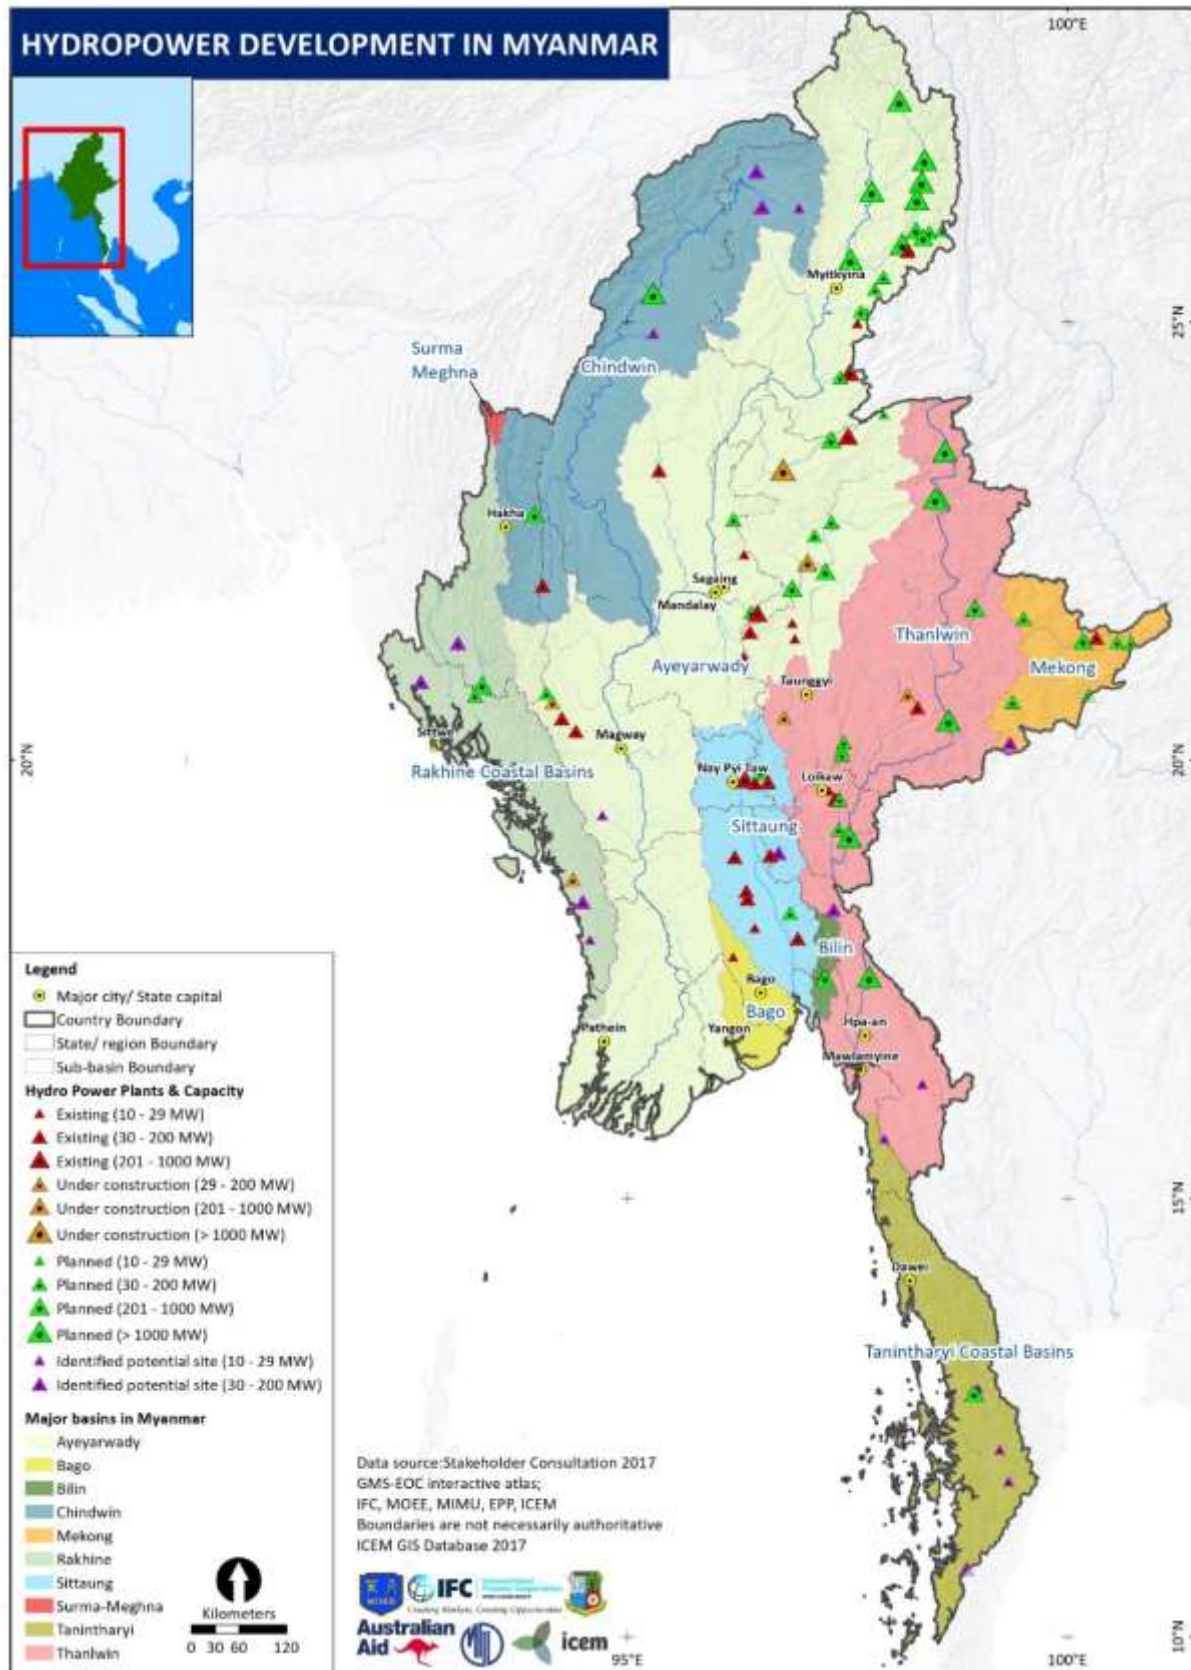 HYDROPOWER DEVELOPMENT IN MYANMAR
100°E
25°N
Myitkyina
Surma
Meghna
Chindwin
Hakha
Sagaing
Mandalay
Thanlwin
Ayeyarwady
Mekong
Taunggyi
Sittwe
Magway
20°N
20°N
Rakhine Coastal Basins
Nay Pyi Taw
Loikaw
Sittaung
Bilin
Bago
Bago
Pathein
Yangon
Hpa-an
Mawlamyine
15°N
Dawei
Tanintharyi Coastal Basins
Legend
Major city/ State capital
Country Boundary
State/ region Boundary
Sub-basin Boundary
Hydro Power Plants & Capacity
Existing (10 - 29 MW)
Existing (30 - 200 MW)
Existing (201 - 1000 MW)
Under construction (29 - 200 MW)
Under construction (201 - 1000 MW)
Under construction (> 1000 MW)
Planned (10 - 29 MW)
Planned (30 - 200 MW)
Planned (201 - 1000 MW)
Planned (> 1000 MW)
Identified potential site (10 - 29 MW)
Identified potential site (30 - 200 MW)
Major basins in Myanmar
Ayeyarwady
Bago
Bilin
Chindwin
Mekong
Rakhine
Sittaung
Surma-Meghna
Tanintharyi
Thanlwin
Kilometers
0 30 60 120
Data source:Stakeholder Consultation 2017
GMS-EOC interactive atlas;
IFC, MOEE, MIMU, EPP, ICEM
Boundaries are not necessarily authoritative
ICEM GIS Database 2017
IFC
Creating Markets, Creating Opportunities
Australian
Aid
icem
95°E
100°E
10°N